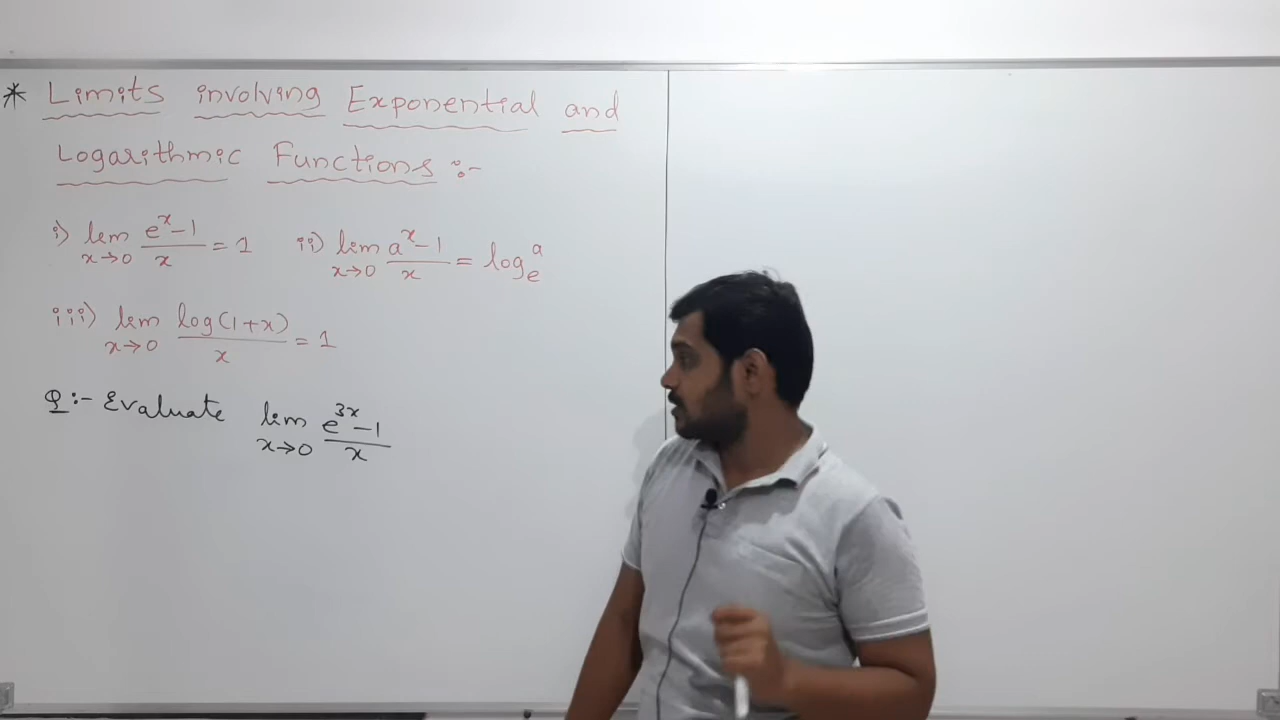 * Limits involving Exponential and
Logarithmic Functions :-
i) lim x→0 (e^x - 1)/x = 1 ii) lim x→0 (a^x - 1)/x = log_e^a
iii) lim x→0 log(1+x)/x = 1
Q:- Evaluate lim x→0 (e^3x - 1)/x